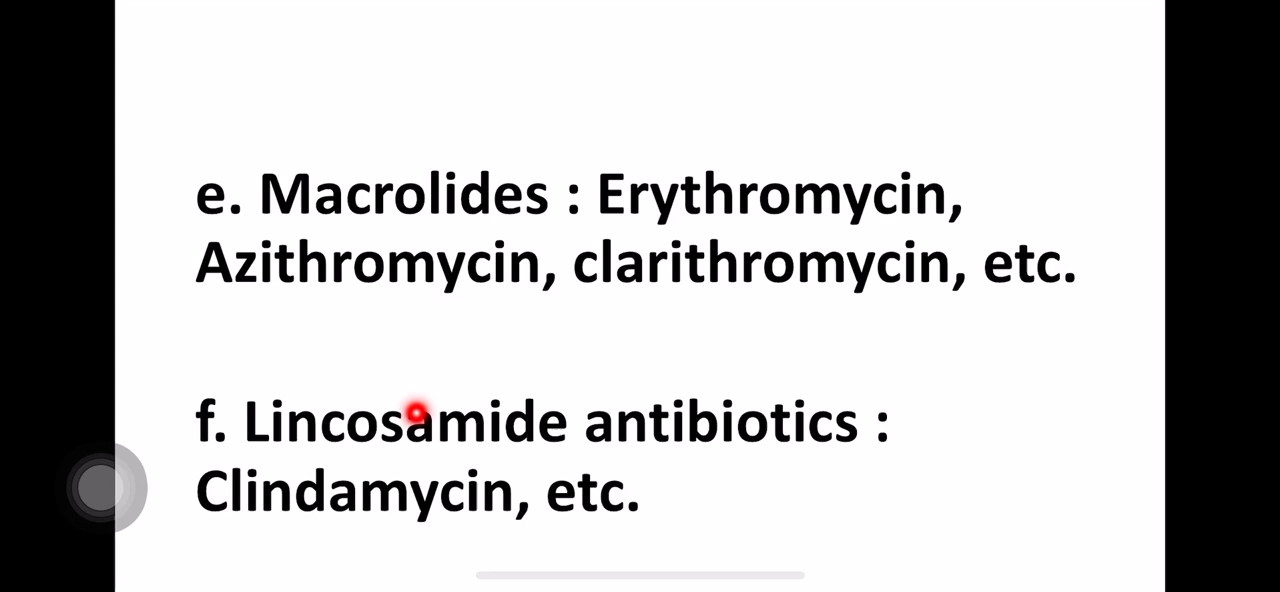 e. Macrolides : Erythromycin,
Azithromycin, clarithromycin, etc.
f. Lincosamide antibiotics :
Clindamycin, etc.